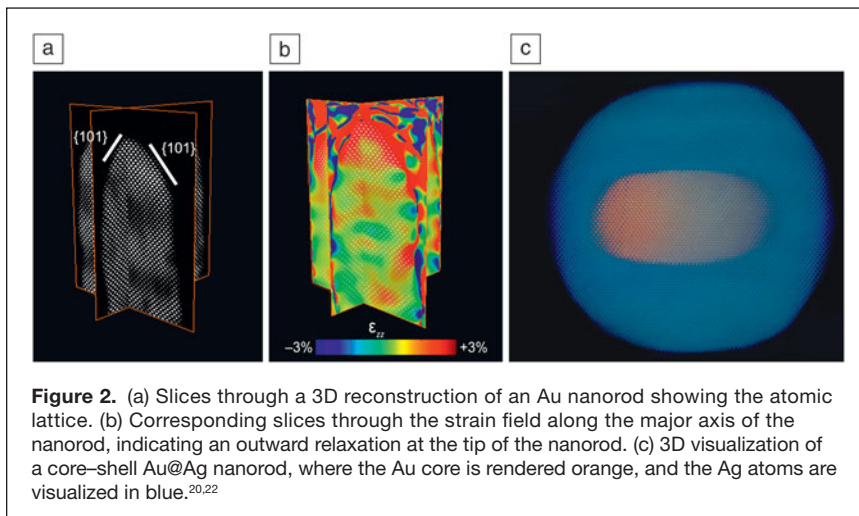 a
b
c
{101}
{101}
ε_zz
–3%
+3%
Figure 2. (a) Slices through a 3D reconstruction of an Au nanorod showing the atomic
lattice. (b) Corresponding slices through the strain field along the major axis of the
nanorod, indicating an outward relaxation at the tip of the nanorod. (c) 3D visualization of
a core–shell Au@Ag nanorod, where the Au core is rendered orange, and the Ag atoms are
visualized in blue.20,22